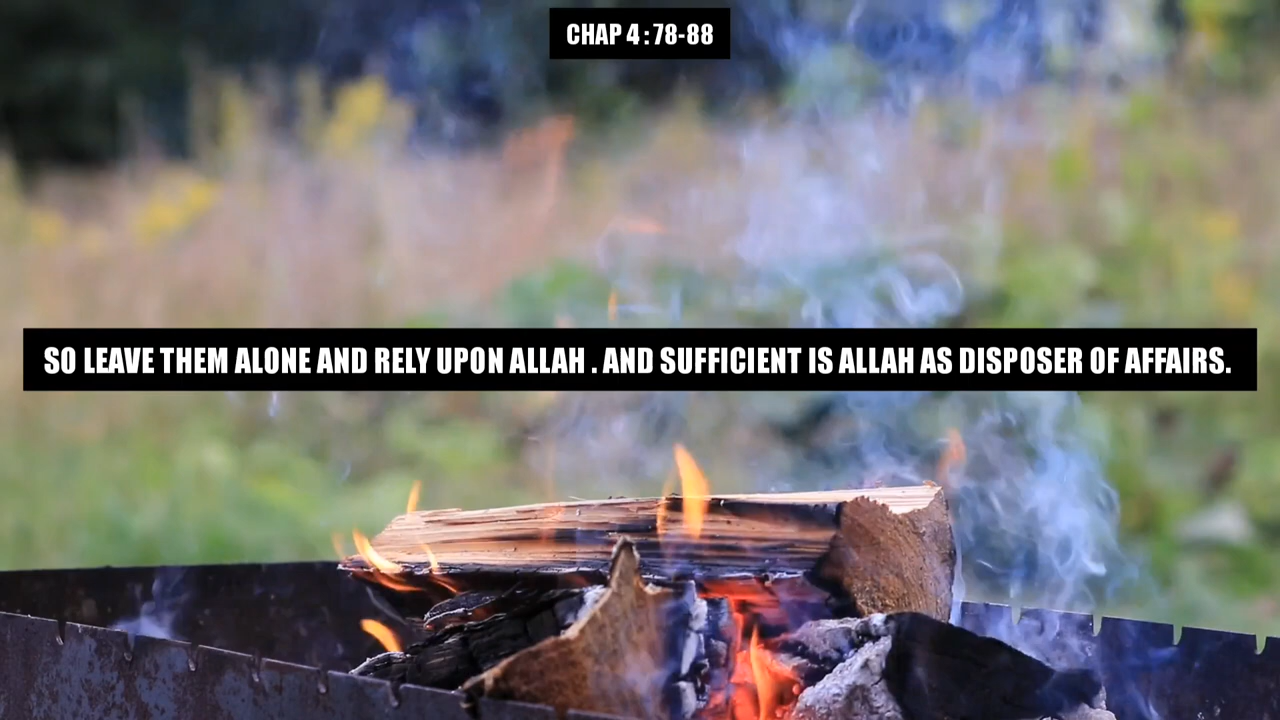 CHAP 4 : 78-88
SO LEAVE THEM ALONE AND RELY UPON ALLAH . AND SUFFICIENT IS ALLAH AS DISPOSER OF AFFAIRS.